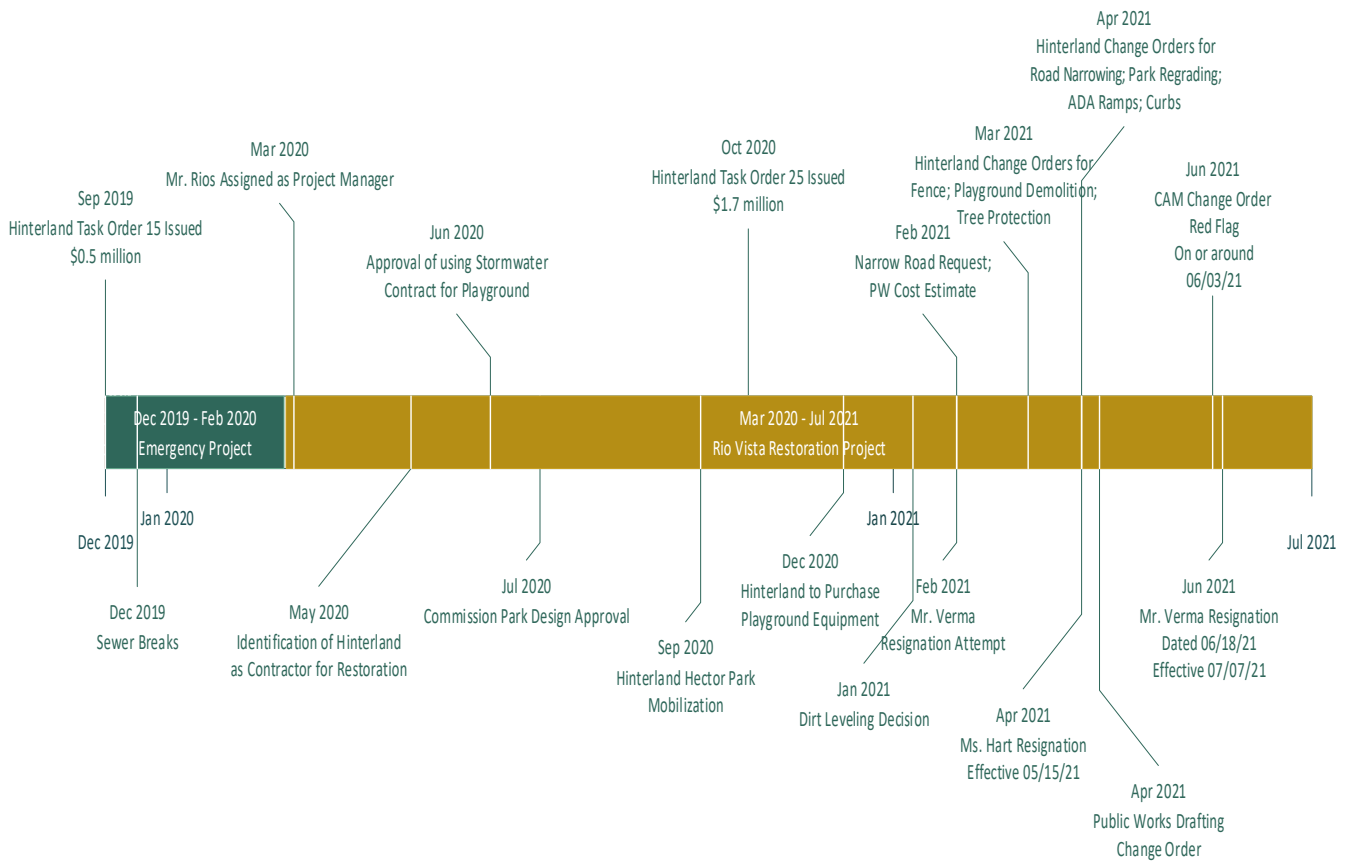 Apr 2021
Hinterland Change Orders for
Road Narrowing; Park Regrading;
ADA Ramps; Curbs
Mar 2021
Hinterland Change Orders for
Fence; Playground Demolition;
Tree Protection
Mar 2020
Mr. Rios Assigned as Project Manager
Oct 2020
Hinterland Task Order 25 Issued
$1.7 million
Jun 2021
CAM Change Order
Red Flag
On or around
06/03/21
Sep 2019
Hinterland Task Order 15 Issued
$0.5 million
Jun 2020
Approval of using Stormwater
Contract for Playground
Feb 2021
Narrow Road Request;
PW Cost Estimate
Dec 2019 - Feb 2020
Emergency Project
Mar 2020 - Jul 2021
Rio Vista Restoration Project
Dec 2019
Jan 2020
Jan 2021
Jul 2021
Dec 2019
Sewer Breaks
May 2020
Identification of Hinterland
as Contractor for Restoration
Jul 2020
Commission Park Design Approval
Sep 2020
Hinterland Hector Park
Mobilization
Dec 2020
Hinterland to Purchase
Playground Equipment
Jan 2021
Dirt Leveling Decision
Feb 2021
Mr. Verma
Resignation Attempt
Apr 2021
Ms. Hart Resignation
Effective 05/15/21
Apr 2021
Public Works Drafting
Change Order
Jun 2021
Mr. Verma Resignation
Dated 06/18/21
Effective 07/07/21